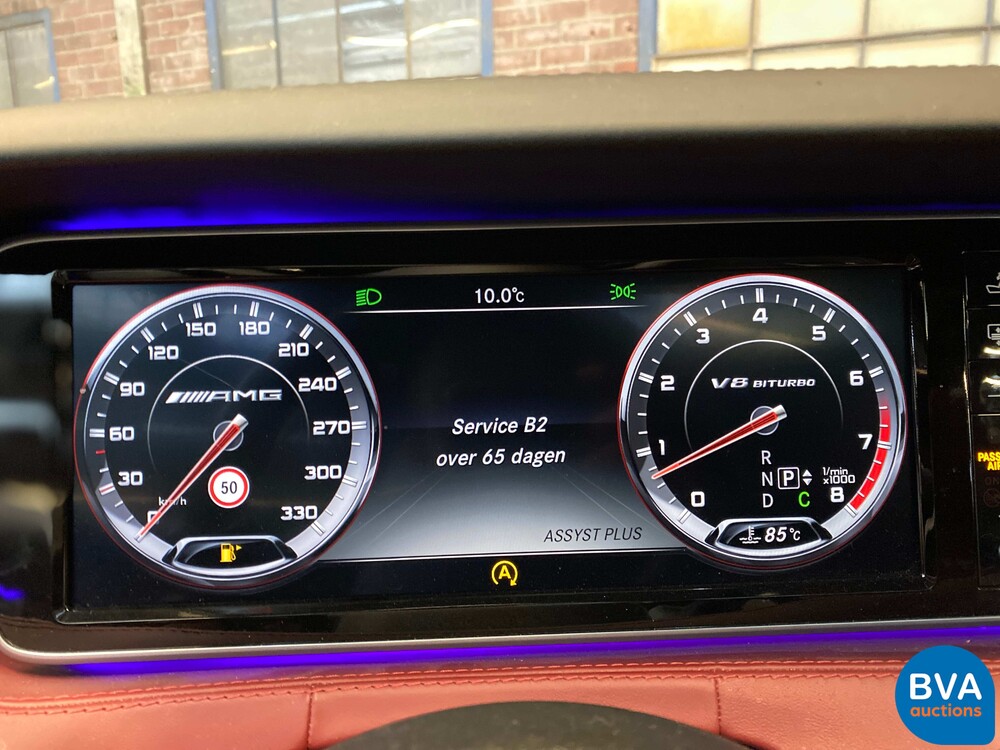 10.0°c
150 180
120 210
90 240
60 270
30 300
330
AMG
km/h
50
Service B2
over 65 dagen
ASSYST PLUS
A
4
3 5
2 6
1 7
0 8
V8 BITURBO
R
N P
D C
1/min
x1000
85°C
PASS
AIR
BVA
auctions